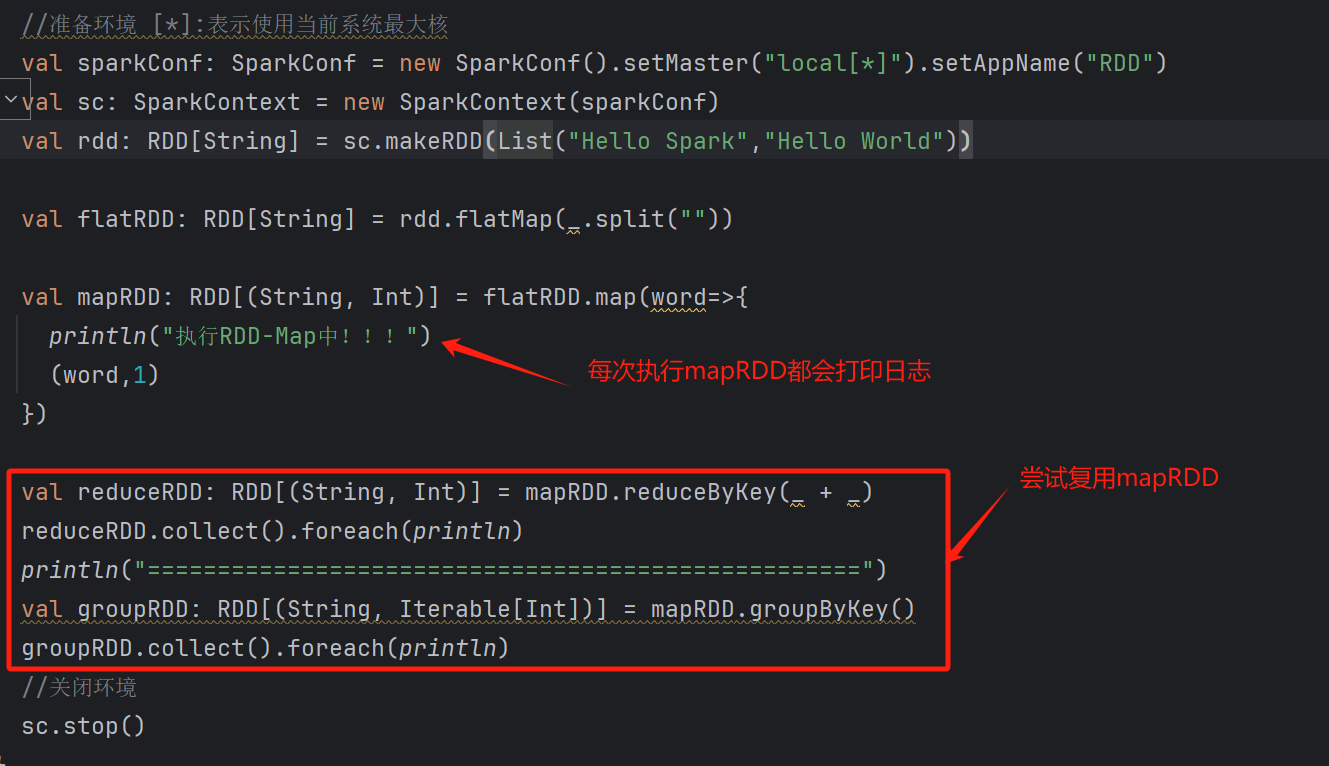 //准备环境 [*]:表示使用当前系统最大核
val sparkConf: SparkConf = new SparkConf().setMaster("local[*]").setAppName("RDD")
val sc: SparkContext = new SparkContext(sparkConf)
val rdd: RDD[String] = sc.makeRDD(List("Hello Spark","Hello World"))
val flatRDD: RDD[String] = rdd.flatMap(_.split(""))
val mapRDD: RDD[(String, Int)] = flatRDD.map(word=>{
println("执行RDD-Map中！！！")
每次执行mapRDD都会打印日志
(word,1)
})
尝试复用mapRDD
val reduceRDD: RDD[(String, Int)] = mapRDD.reduceByKey(_ + _)
reduceRDD.collect().foreach(println)
println("===================================================")
val groupRDD: RDD[(String, Iterable[Int])] = mapRDD.groupByKey()
groupRDD.collect().foreach(println)
//关闭环境
sc.stop()